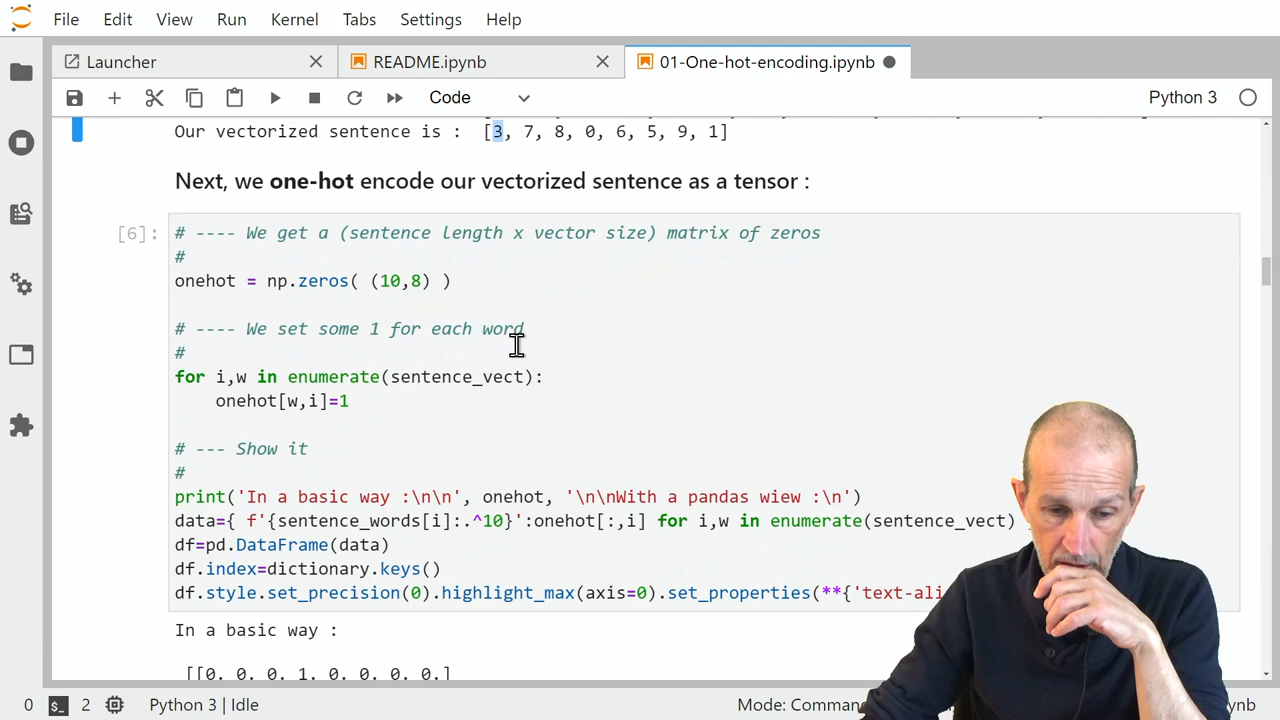 File Edit View Run Kernel Tabs Settings Help
Launcher README.ipynb 01-One-hot-encoding.ipynb
Code Python 3
Our vectorized sentence is : [3, 7, 8, 0, 6, 5, 9, 1]
Next, we one-hot encode our vectorized sentence as a tensor :
[6]: # ---- We get a (sentence length x vector size) matrix of zeros
#
onehot = np.zeros( (10,8) )
# ---- We set some 1 for each word
#
for i,w in enumerate(sentence_vect):
onehot[w,i]=1
# --- Show it
#
print('In a basic way :\n\n', onehot, '\n\nWith a pandas wiew :\n')
data={ f'{sentence_words[i]:.^10}':onehot[:,i] for i,w in enumerate(sentence_vect)
df=pd.DataFrame(data)
df.index=dictionary.keys()
df.style.set_precision(0).highlight_max(axis=0).set_properties(**{'text-ali
In a basic way :
[[0. 0. 0. 1. 0. 0. 0. 0.]
0 $_ 2 Python 3 | Idle Mode: Comman ynb